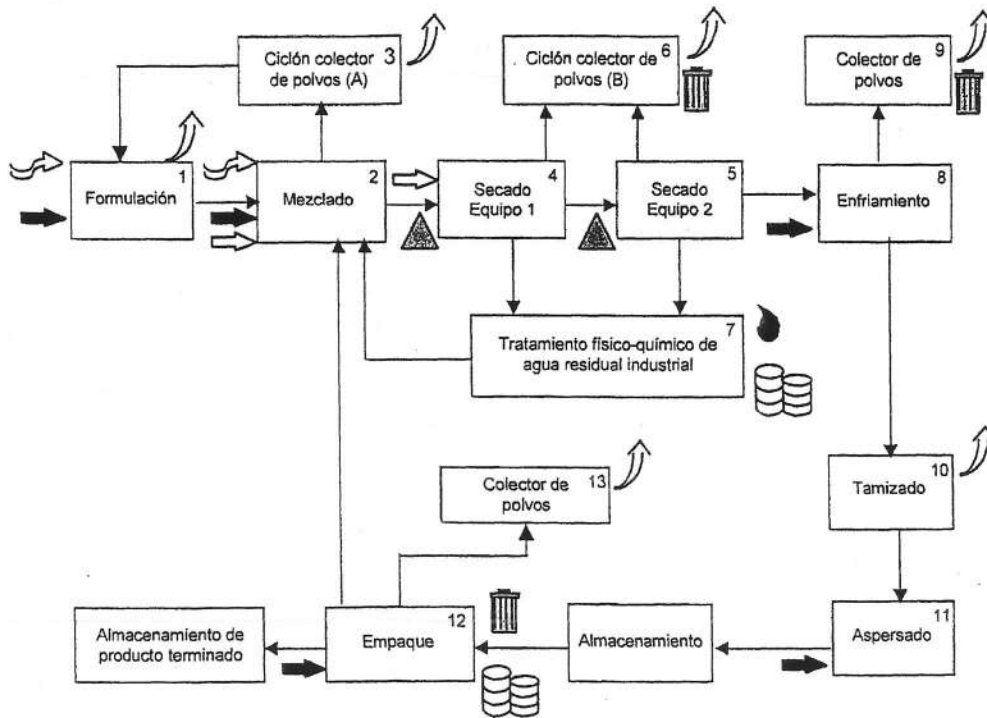 3
Ciclón colector
de polvos (A)
6
Ciclón colector de
polvos (B)
9
Colector de
polvos
1
Formulación
2
Mezclado
4
Secado
Equipo 1
5
Secado
Equipo 2
8
Enfriamiento
7
Tratamiento físico-químico de
agua residual industrial
13
Colector de
polvos
10
Tamizado
Almacenamiento de
producto terminado
12
Empaque
Almacenamiento
11
Aspersado